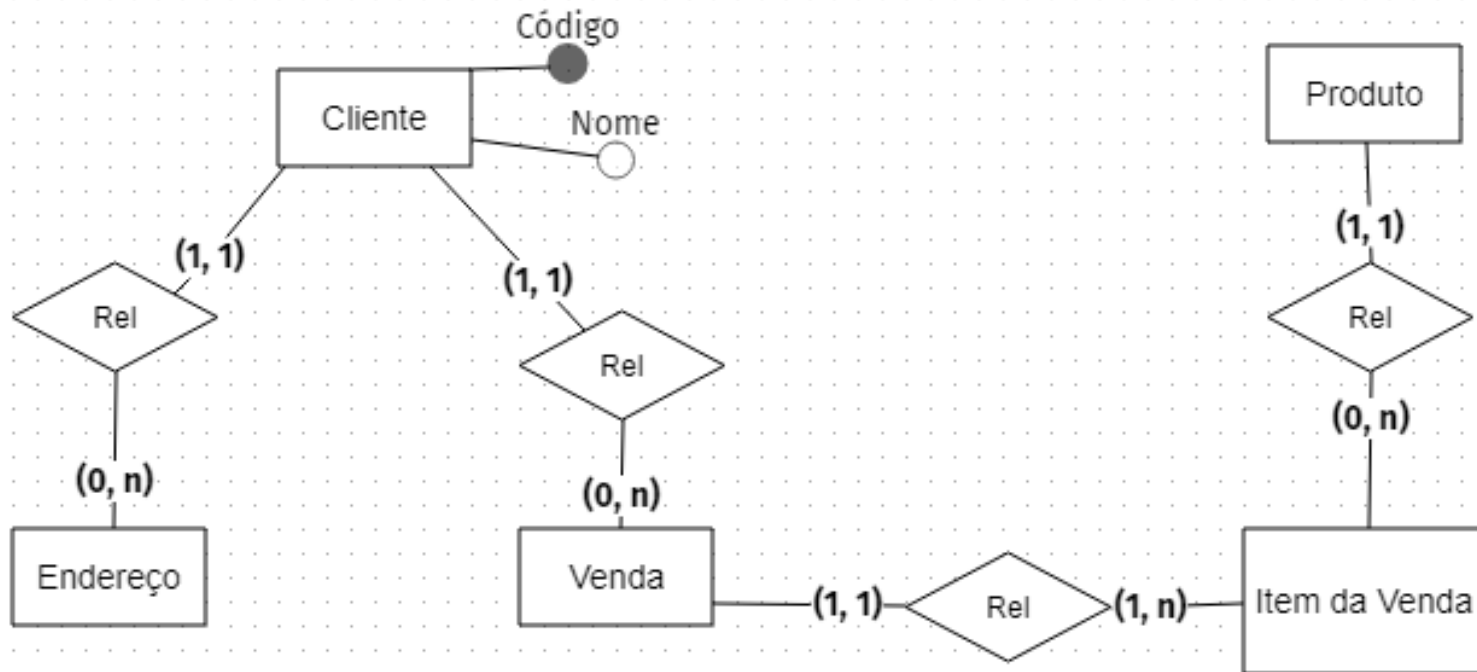 Código
Cliente
Nome
Produto
(1, 1)
(1, 1)
(1, 1)
Rel
Rel
Rel
(0, n)
(0, n)
(0, n)
Endereço
Venda
(1, 1)
Rel
(1, n)
Item da Venda